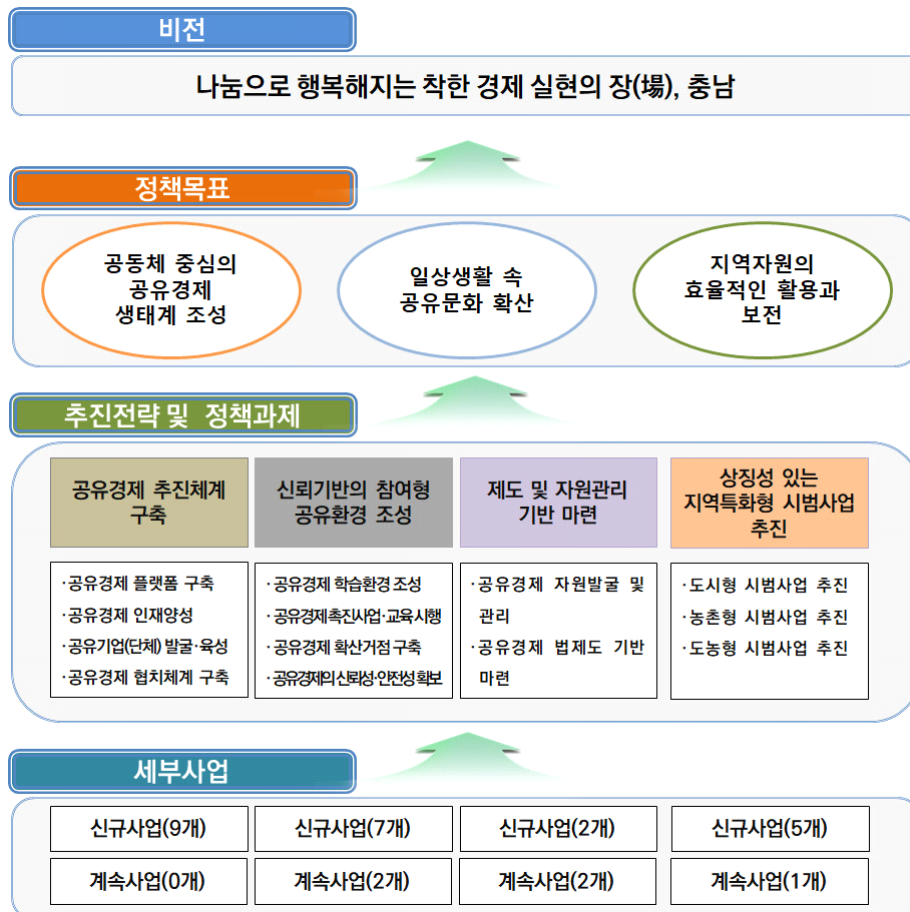 비전
나눔으로 행복해지는 착한 경제 실현의 장(場), 충남
정책목표
공동체 중심의
공유경제
생태계 조성
일상생활 속
공유문화 확산
지역자원의
효율적인 활용과
보전
추진전략 및 정책과제
공유경제 추진체계
구축
신뢰기반의 참여형
공유환경 조성
제도 및 자원관리
기반 마련
상징성 있는
지역특화형 시범사업
추진
·공유경제 플랫폼 구축
·공유경제 인재양성
·공유기업(단체) 발굴·육성
·공유경제 협치체계 구축
·공유경제 학습환경 조성
·공유경제 촉진사업·교육 시행
·공유경제 확산거점 구축
·공유경제의 신뢰성·안전성 확보
·공유경제 자원발굴 및
관리
·공유경제 법제도 기반
마련
·도시형 시범사업 추진
·농촌형 시범사업 추진
·도농형 시범사업 추진
세부사업
신규사업(9개)
신규사업(7개)
신규사업(2개)
신규사업(5개)
계속사업(0개)
계속사업(2개)
계속사업(2개)
계속사업(1개)